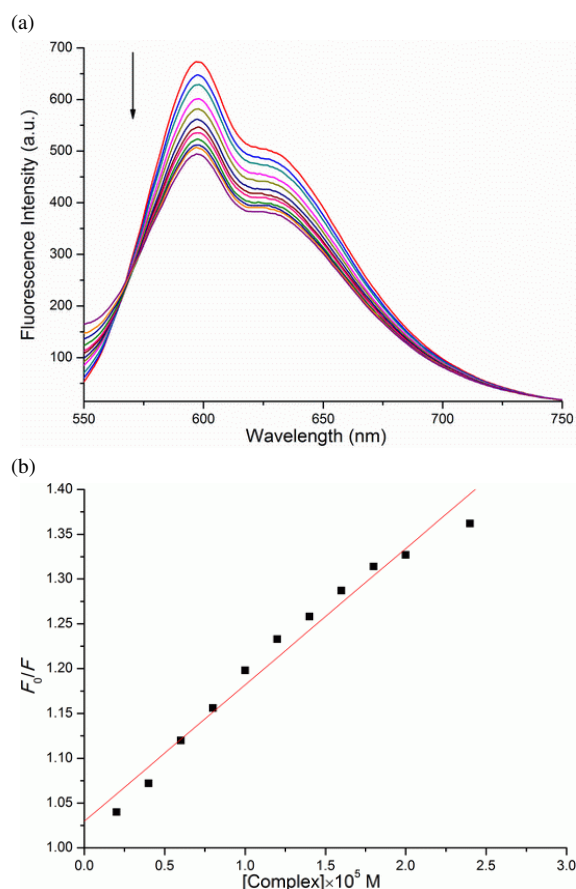 (a)
700
600
500
400
300
200
100
Fluorescence Intensity (a.u.)
550 600 650 700 750
Wavelength (nm)
(b)
1.40
1.35
1.30
1.25
1.20
1.15
1.10
1.05
1.00
F₀/F
0.0 0.5 1.0 1.5 2.0 2.5 3.0
[Complex]×10⁵ M